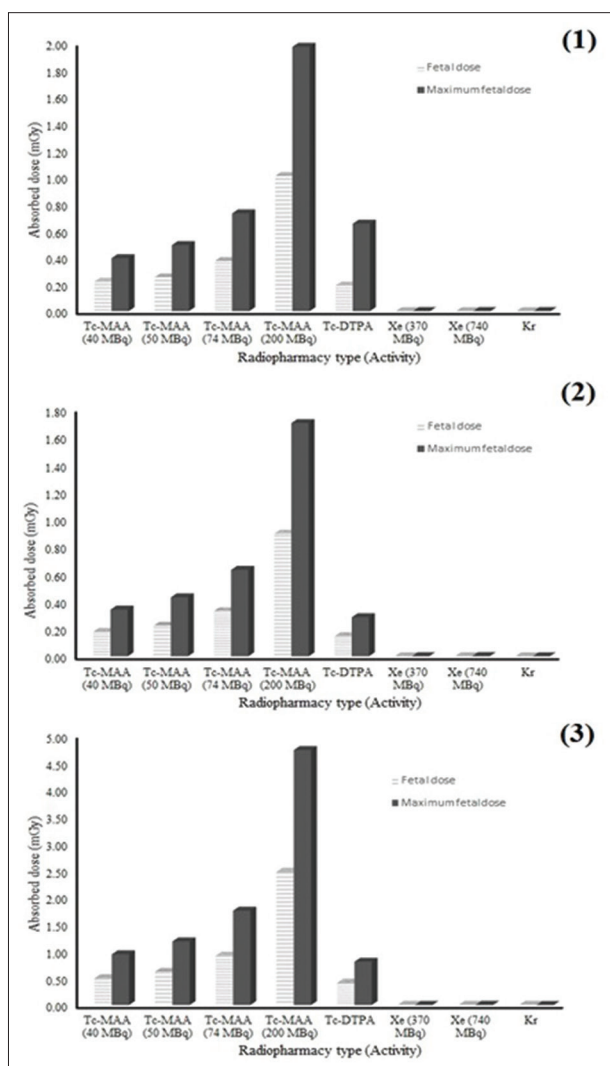 (1)
2.00
1.80
1.60
1.40
1.20
1.00
0.80
0.60
0.40
0.20
0.00
Absorbed dose (mGy)
Fetal dose
Maximum fetal dose
Tc-MAA Tc-MAA Tc-MAA Tc-MAA Tc-DTPA Xe (370 Xe (740 Kr
(40 MBq) (50 MBq) (74 MBq) (200 MBq) MBq) MBq)
Radiopharmacy type (Activity)
(2)
1.80
1.60
1.40
1.20
1.00
0.80
0.60
0.40
0.20
0.00
Absorbed dose (mGy)
Fetal dose
Maximum fetal dose
Tc-MAA Tc-MAA Tc-MAA Tc-MAA Tc-DTPA Xe (370 Xe (740 Kr
(40 MBq) (50 MBq) (74 MBq) (200 MBq) MBq) MBq)
Radiopharmacy type (Activity)
(3)
5.00
4.50
4.00
3.50
3.00
2.50
2.00
1.50
1.00
0.50
0.00
Absorbed dose (mGy)
Fetal dose
Maximum fetal dose
Tc-MAA Tc-MAA Tc-MAA Tc-MAA Tc-DTPA Xe (370 Xe (740 Kr
(40 MBq) (50 MBq) (74 MBq) (200 MBq) MBq) MBq)
Radiopharmacy type (Activity)